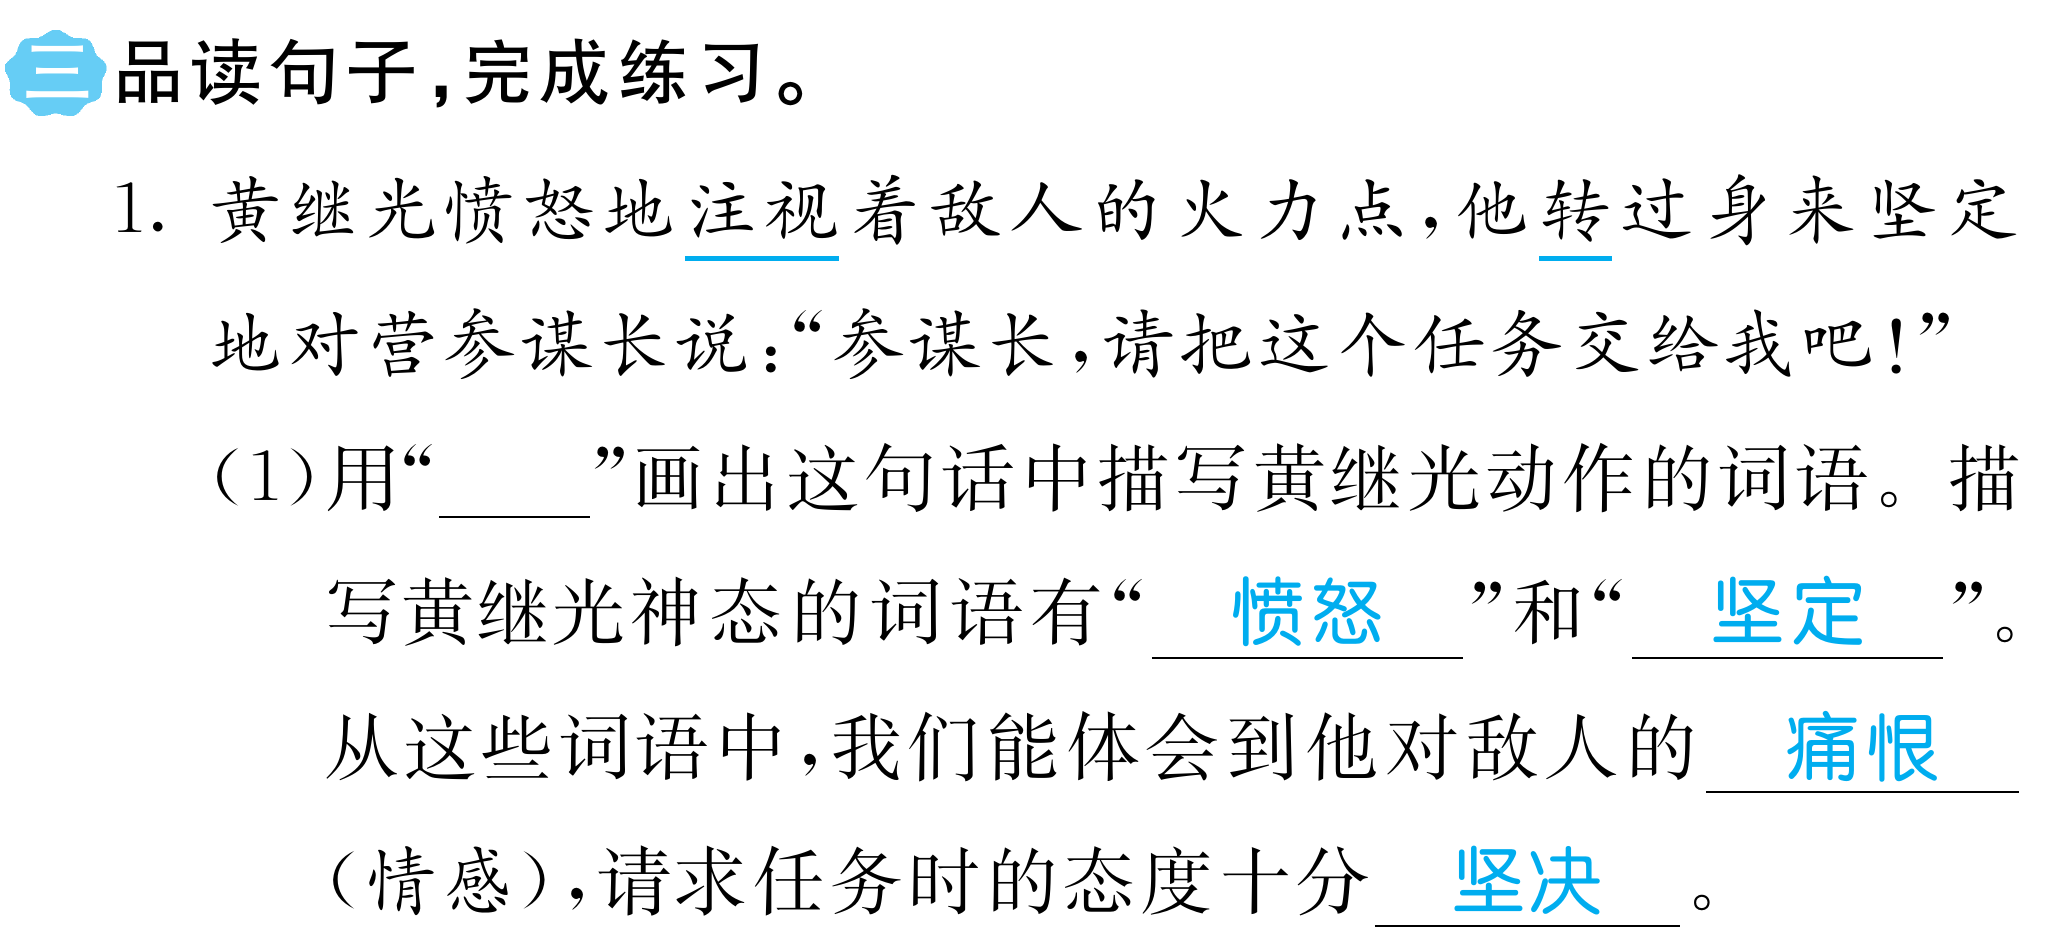 三 品读句子,完成练习。
1. 黄继光愤怒地注视着敌人的火力点,他转过身来坚定
地对营参谋长说:“参谋长,请把这个任务交给我吧!”
(1)用“____”画出这句话中描写黄继光动作的词语。描
写黄继光神态的词语有“ 愤怒 ”和“ 坚定 ”。
从这些词语中,我们能体会到他对敌人的 痛恨
(情感),请求任务时的态度十分 坚决 。